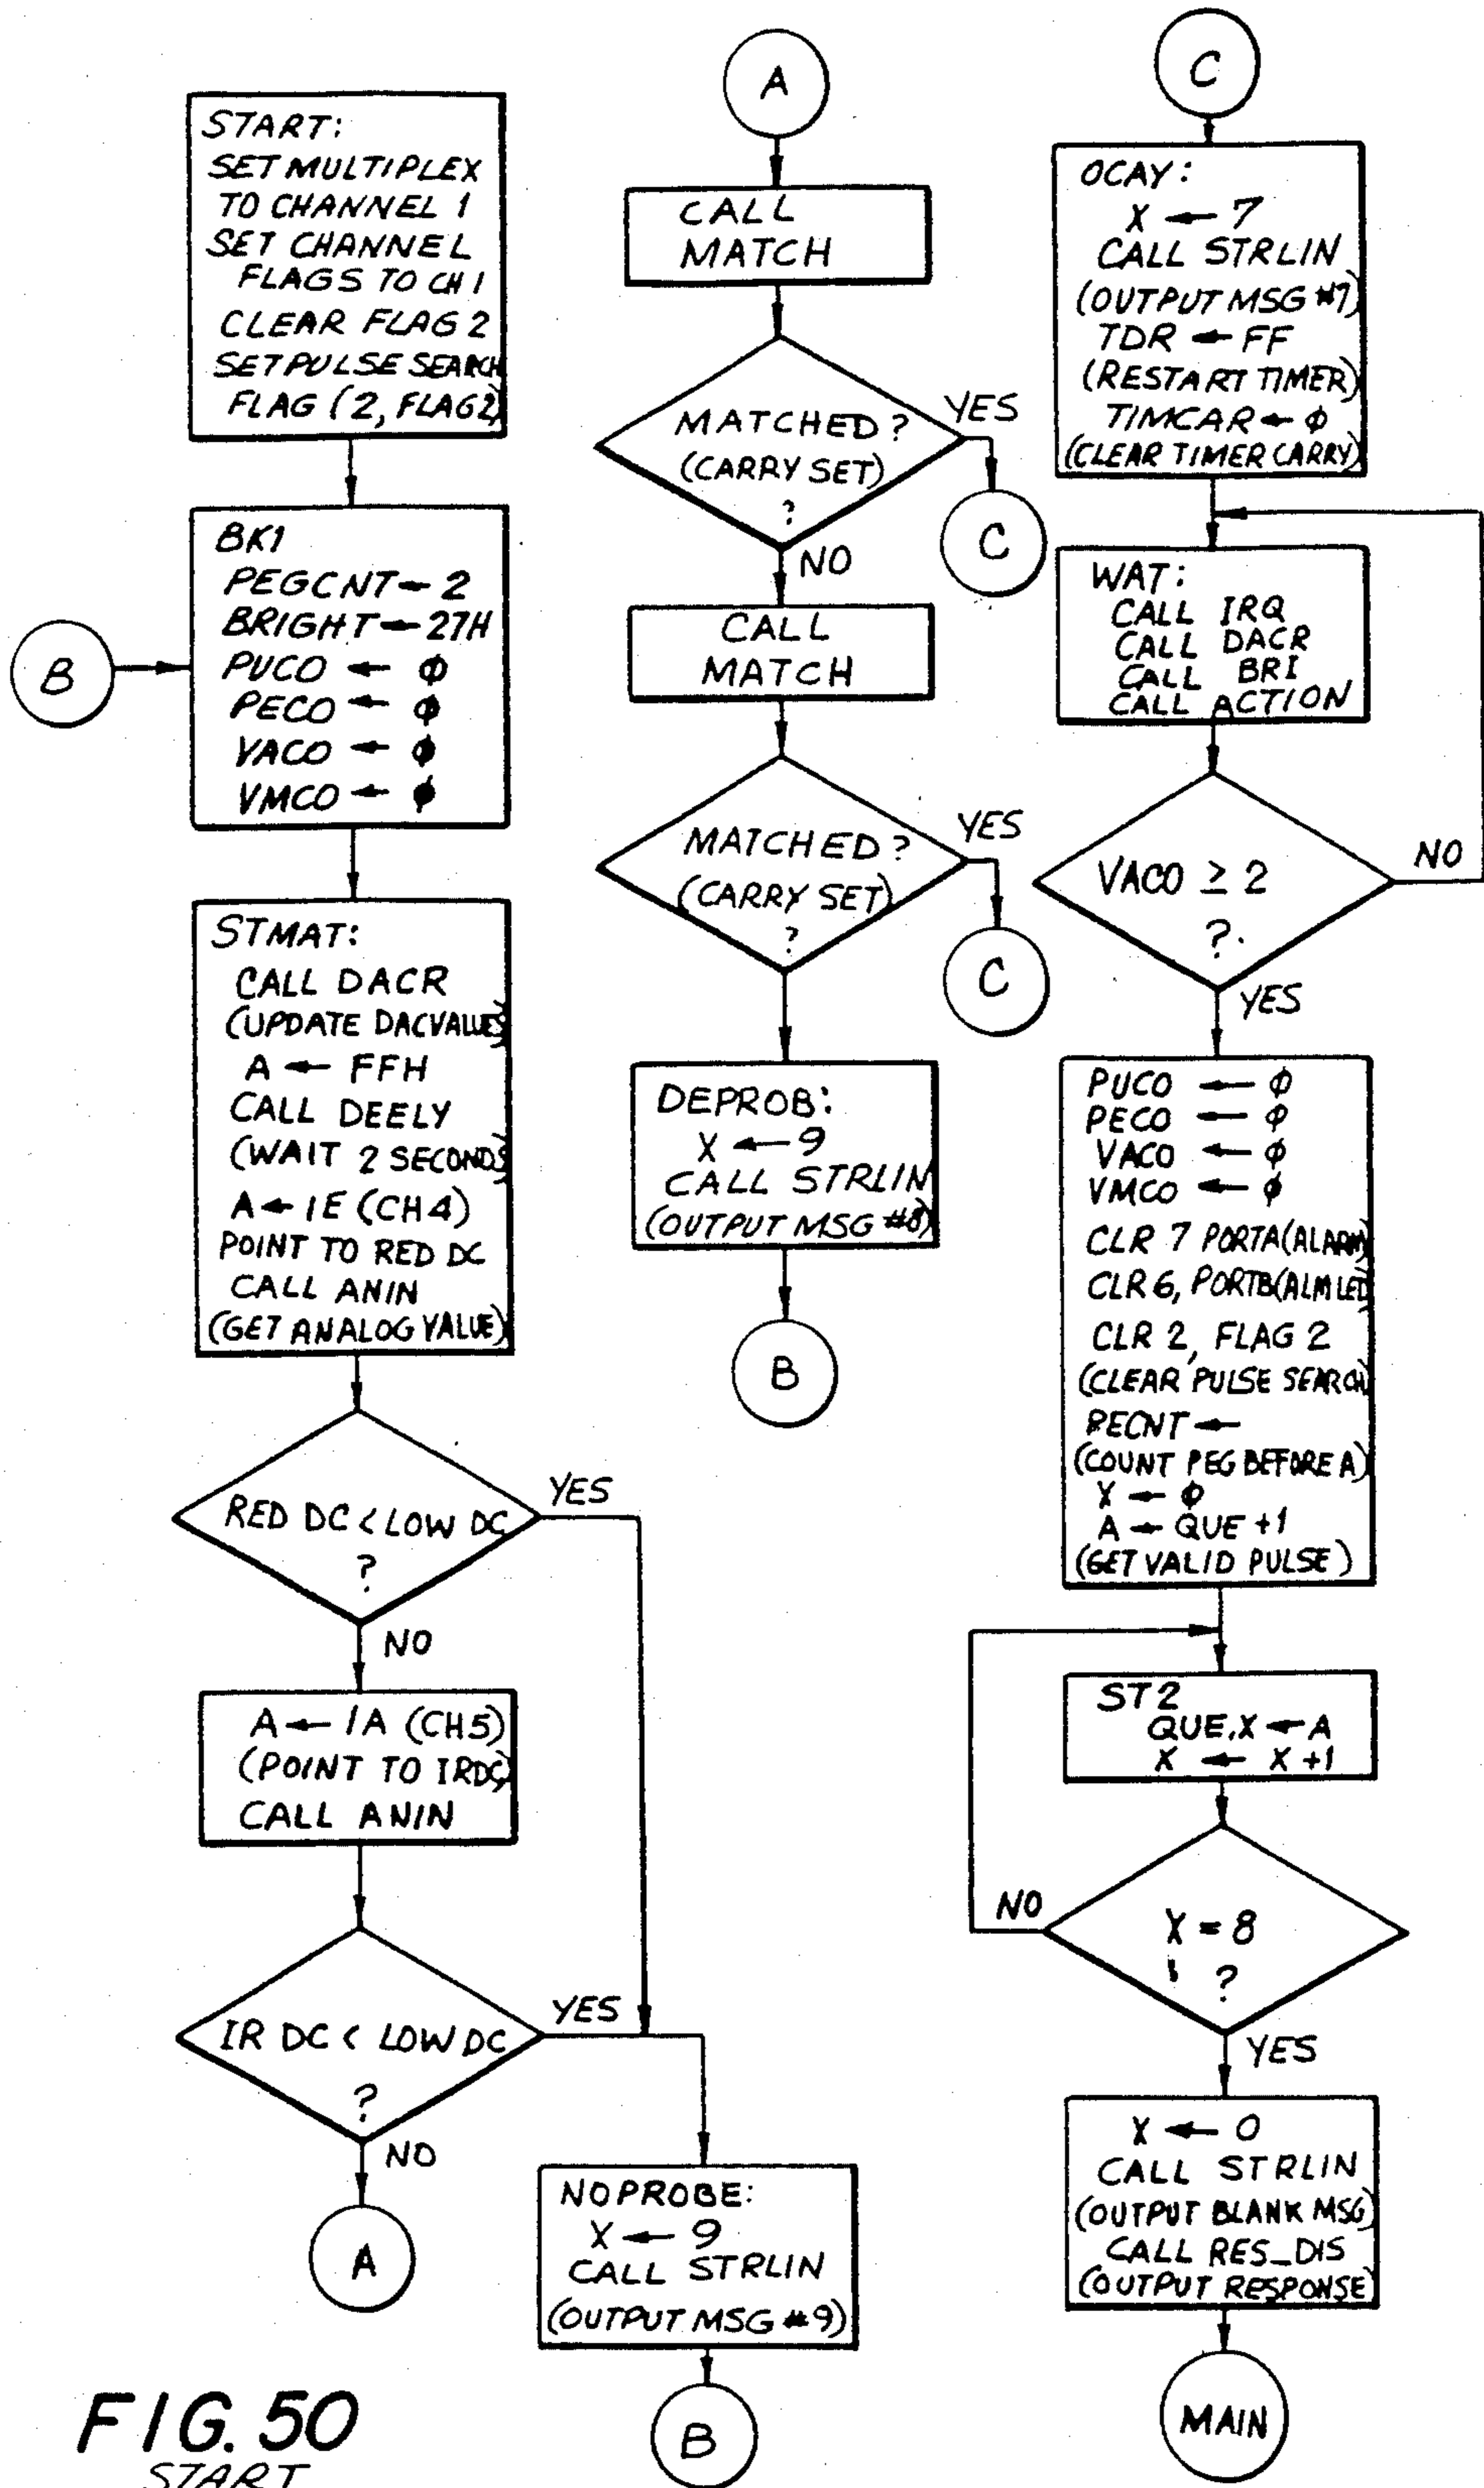 START:
SET MULTIPLEX
TO CHANNEL 1
SET CHANNEL
FLAGS TO CH 1
CLEAR FLAG 2
SET PULSE SEARCH
FLAG (2, FLAG2)
B
BK1
PEGCNT ← 2
BRIGHT ← 27H
PUCO ← ϕ
PECO ← ϕ
VACO ← ϕ
VMCO ← ϕ
STMAT:
CALL DACR
(UPDATE DACVALUES)
A ← FFH
CALL DEELY
(WAIT 2 SECONDS)
A ← 1E (CH4)
POINT TO RED DC
CALL ANIN
(GET ANALOG VALUE)
RED DC < LOW DC
?
YES
NO
A ← 1A (CH5)
(POINT TO IRDC)
CALL ANIN
IR DC < LOW DC
?
YES
NO
A
NOPROBE:
X ← 9
CALL STRLIN
(OUTPUT MSG #9)
B
A
CALL
MATCH
MATCHED?
(CARRY SET)
?
YES
C
NO
CALL
MATCH
MATCHED?
(CARRY SET)
?
YES
C
DEPROB:
X ← 9
CALL STRLIN
(OUTPUT MSG #8)
B
C
OCAY:
X ← 7
CALL STRLIN
(OUTPUT MSG #7)
TDR ← FF
(RESTART TIMER)
TIMCAR ← ϕ
(CLEAR TIMER CARRY)
WAT:
CALL IRQ
CALL DACR
CALL BRI
CALL ACTION
VACO ≥ 2
?
NO
YES
PUCO ← ϕ
PECO ← ϕ
VACO ← ϕ
VMCO ← ϕ
CLR 7 PORTA (ALARM)
CLR 6, PORTB (ALM LED)
CLR 2, FLAG 2
(CLEAR PULSE SEARCH)
PECNT ←
(COUNT PEG BEFORE A)
X ← ϕ
A ← QUE +1
(GET VALID PULSE)
ST2
QUE,X ← A
X ← X +1
X = 8
?
NO
YES
X ← 0
CALL STRLIN
(OUTPUT BLANK MSG)
CALL RES_DIS
(OUTPUT RESPONSE)
MAIN
FIG. 50
START